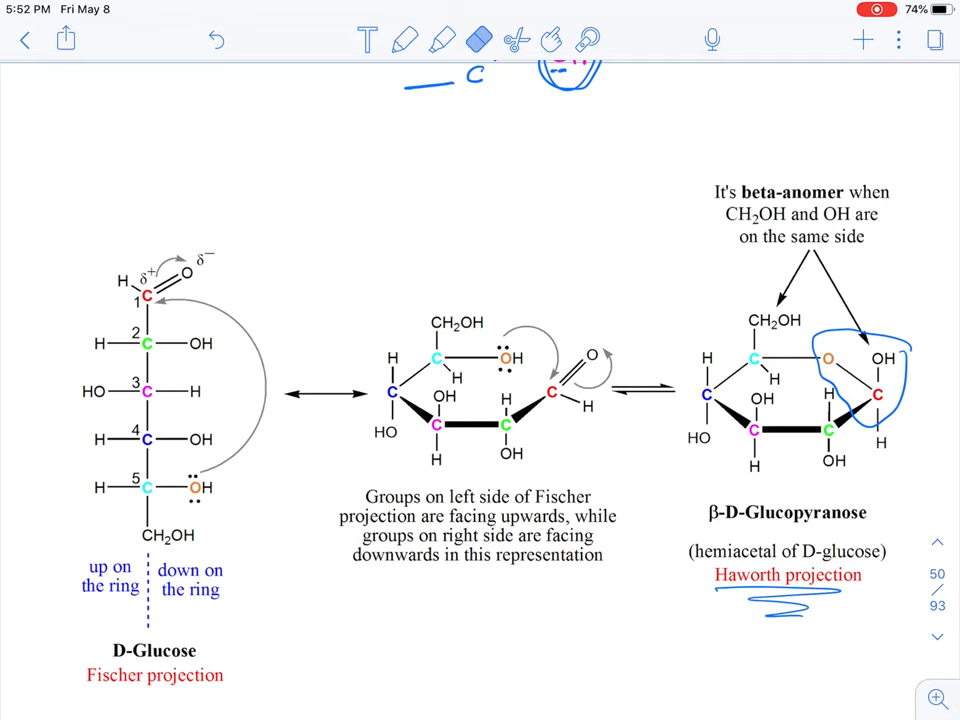 5:52 PM Fri May 8
74%
T
C
It's beta-anomer when
CH₂OH and OH are
on the same side
H δ⁺ O δ⁻
1 C
2
H C OH
3
HO C H
4
H C OH
5
H C OH
CH₂OH
up on
the ring
down on
the ring
D-Glucose
Fischer projection
CH₂OH
H C OH O
H
C OH H C H
HO C C
H OH
Groups on left side of Fischer
projection are facing upwards, while
groups on right side are facing
downwards in this representation
CH₂OH
H C O OH
H
C OH H C
HO C C H
H OH
β-D-Glucopyranose
(hemiacetal of D-glucose)
Haworth projection
50
/
93